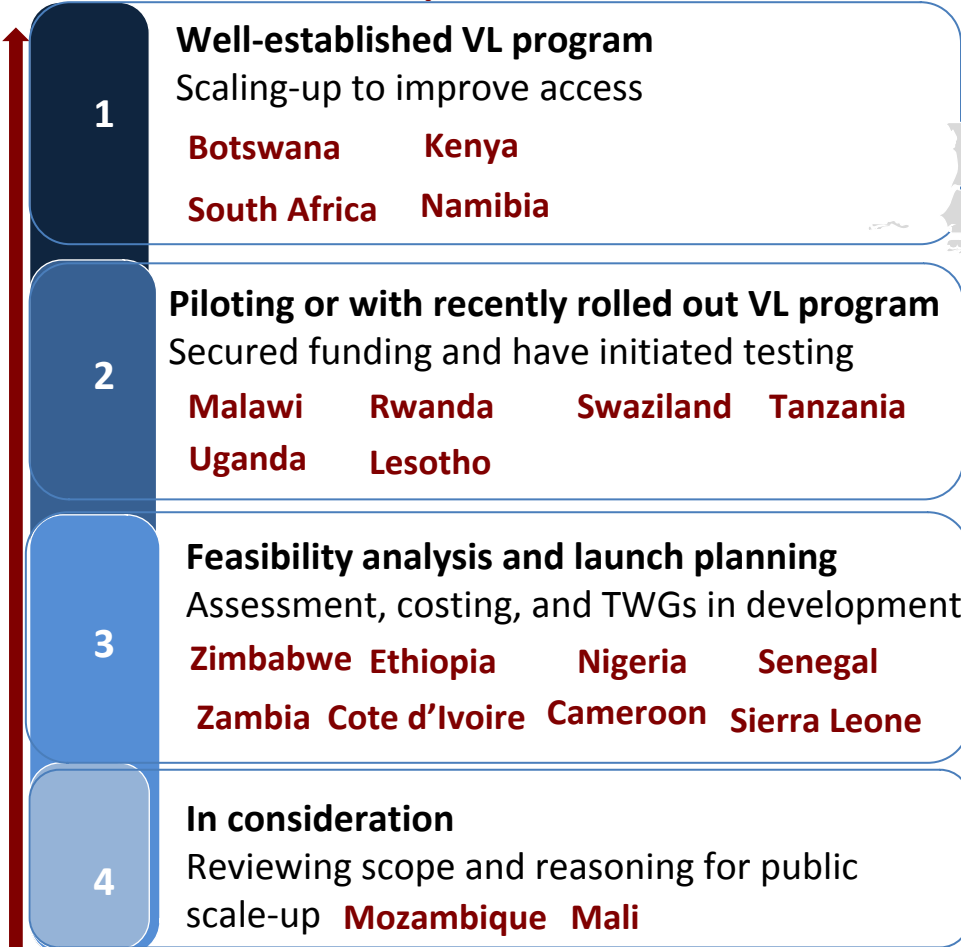 1
Well-established VL program
Scaling-up to improve access
Botswana Kenya
South Africa Namibia
2
Piloting or with recently rolled out VL program
Secured funding and have initiated testing
Malawi Rwanda Swaziland Tanzania
Uganda Lesotho
3
Feasibility analysis and launch planning
Assessment, costing, and TWGs in development
Zimbabwe Ethiopia Nigeria Senegal
Zambia Cote d’Ivoire Cameroon Sierra Leone
4
In consideration
Reviewing scope and reasoning for public
scale-up Mozambique Mali